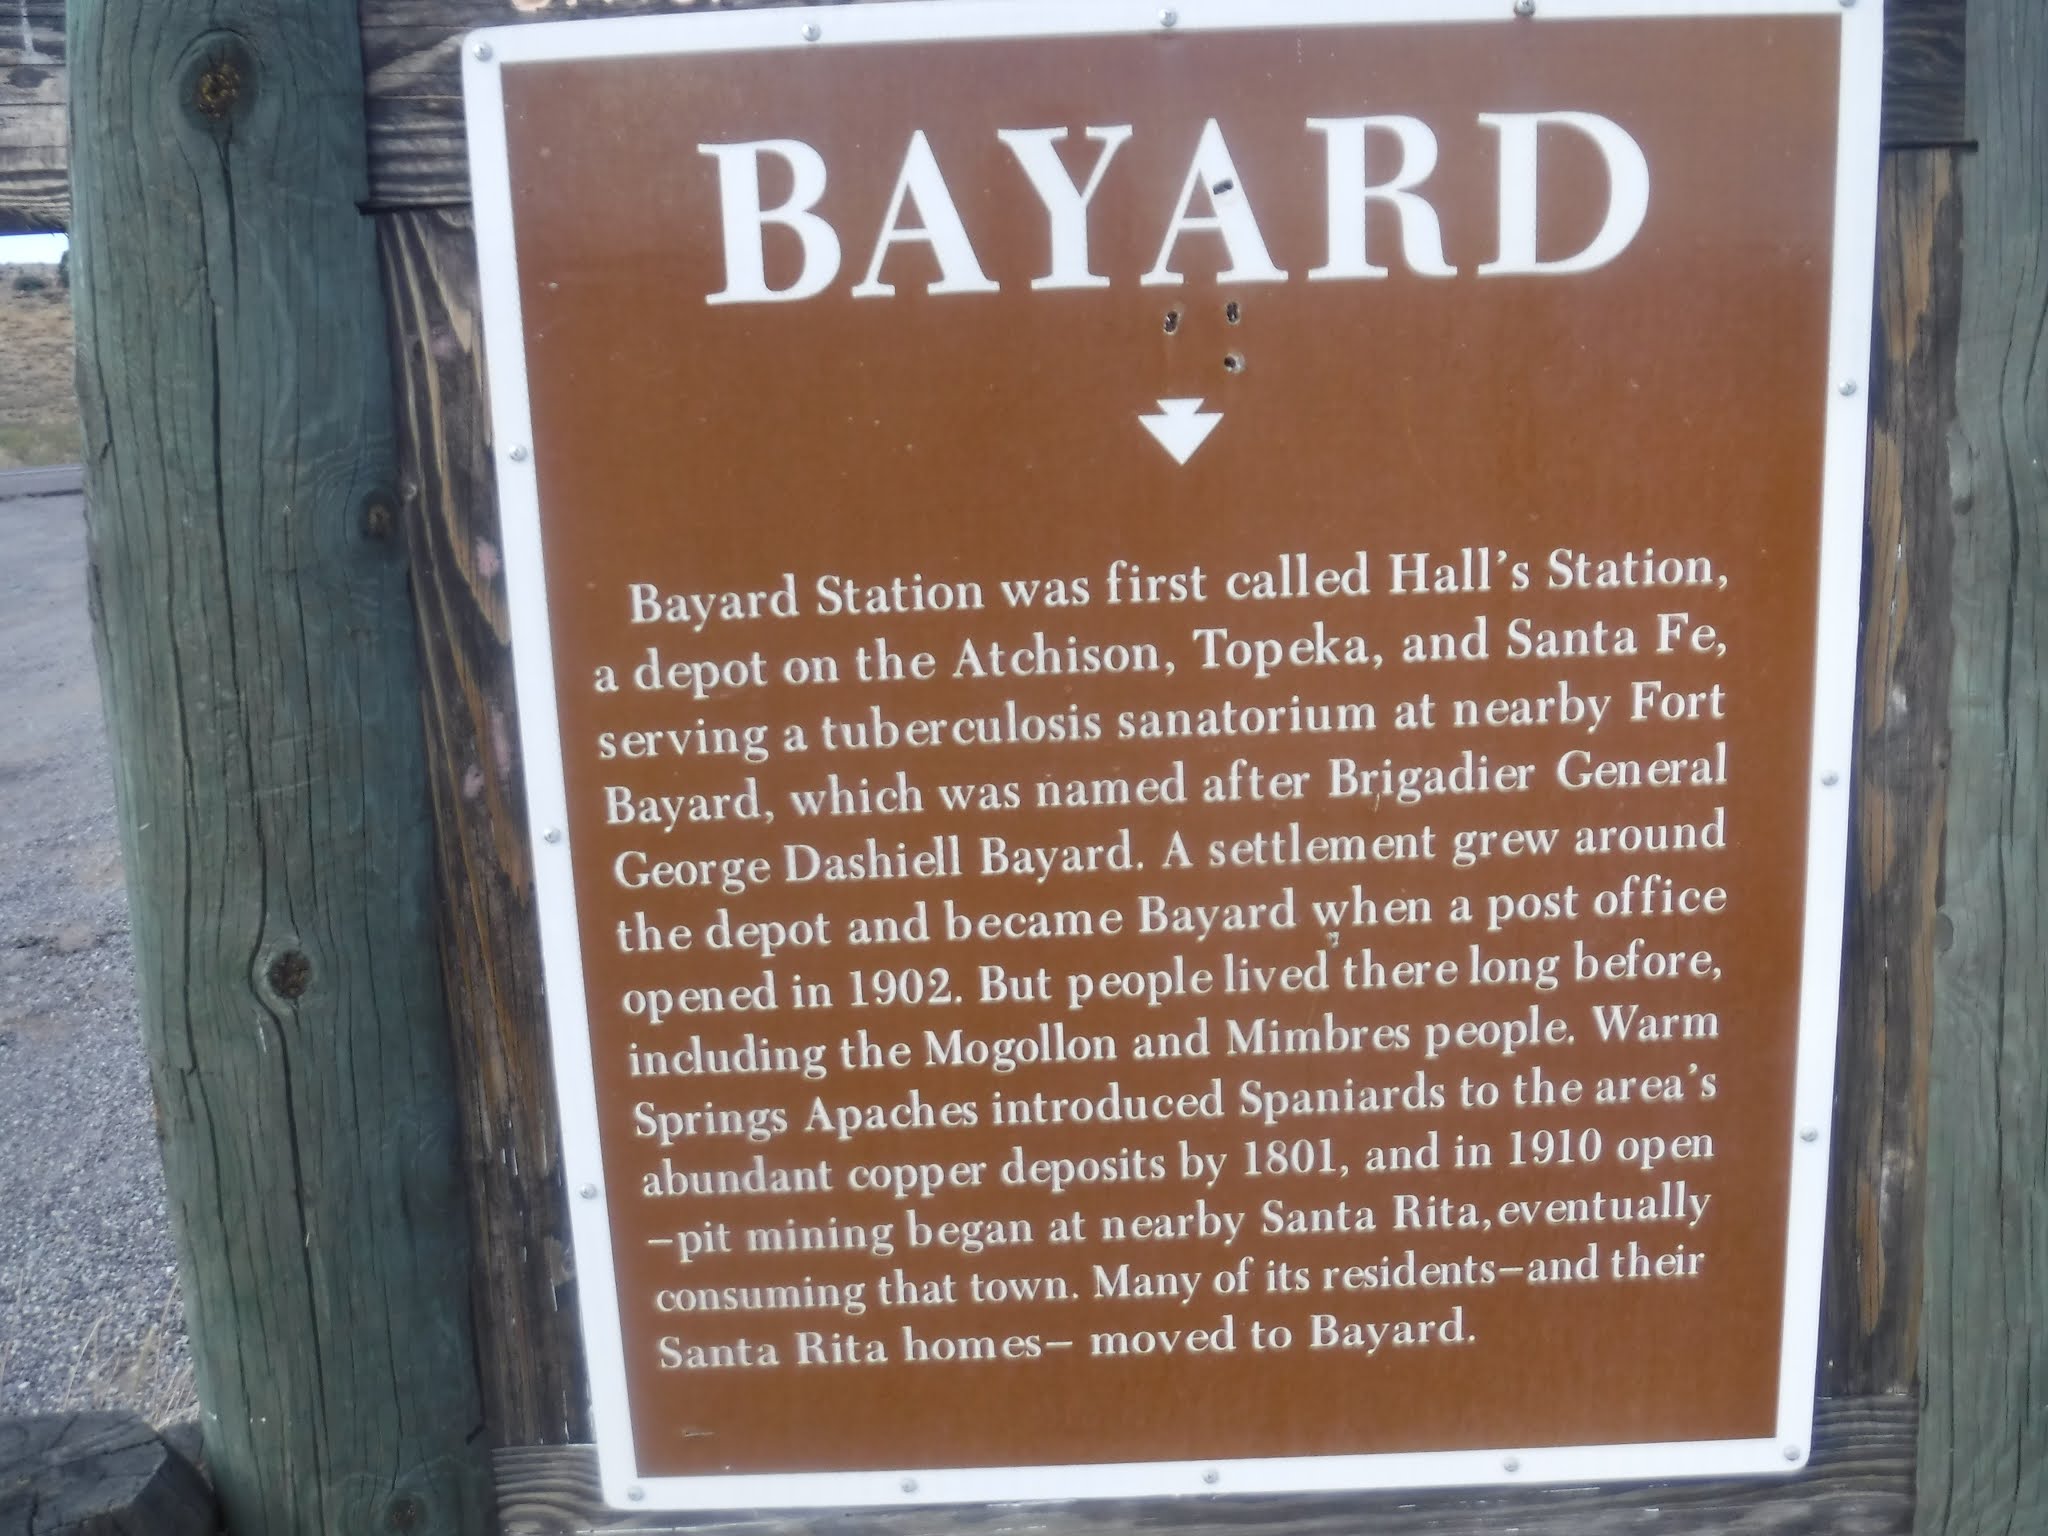 BAYARD
Bayard Station was first called Hall's Station,
a depot on the Atchison, Topeka, and Santa Fe,
serving a tuberculosis sanatorium at nearby Fort
Bayard, which was named after Brigadier General
George Dashiell Bayard. A settlement grew around
the depot and became Bayard when a post office
opened in 1902. But people lived there long before,
including the Mogollon and Mimbres people. Warm
Springs Apaches introduced Spaniards to the area's
abundant copper deposits by 1801, and in 1910 open
–pit mining began at nearby Santa Rita, eventually
consuming that town. Many of its residents–and their
Santa Rita homes– moved to Bayard.